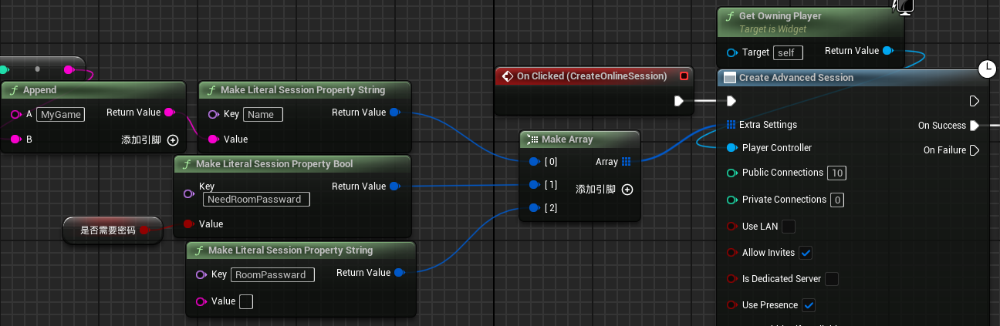 Append
A MyGame
Return Value
B
添加引脚
Make Literal Session Property String
Key Name
Return Value
Value
Make Literal Session Property Bool
Key
NeedRoomPassward
Return Value
Value
是否需要密码
Make Literal Session Property String
Key RoomPassward
Return Value
Value
On Clicked (CreateOnlineSession)
Make Array
[ 0]
Array
[ 1]
添加引脚
[ 2]
Get Owning Player
Target is Widget
Target self
Return Value
Create Advanced Session
Extra Settings
On Success
Player Controller
On Failure
Public Connections 10
Private Connections 0
Use LAN
Allow Invites
Is Dedicated Server
Use Presence